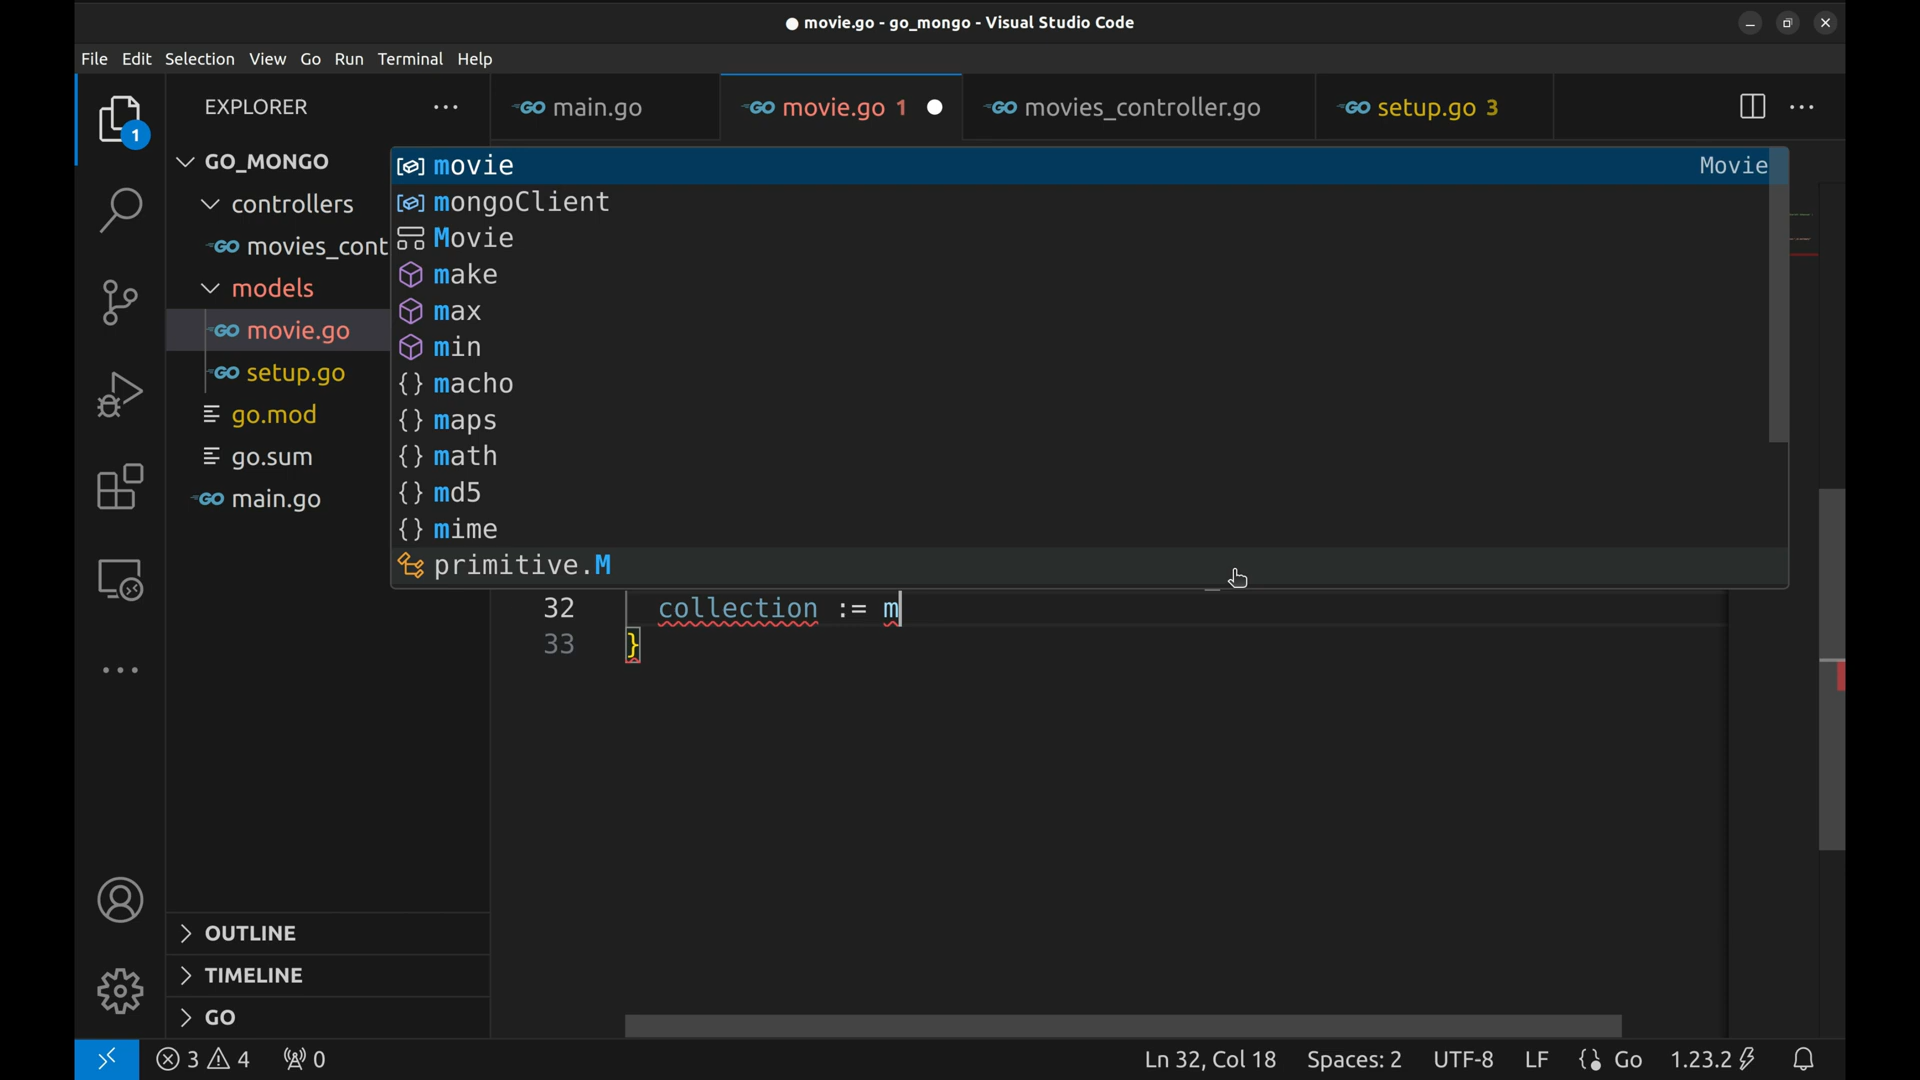 movie.go - go_mongo - Visual Studio Code
File Edit Selection View Go Run Terminal Help
EXPLORER
main.go
movie.go 1
movies_controller.go
setup.go 3
GO_MONGO
controllers
movies_cont
models
movie.go
setup.go
go.mod
go.sum
main.go
movie Movie
mongoClient
Movie
make
max
min
macho
maps
math
md5
mime
primitive.M
32 collection := m
33 }
1
OUTLINE
TIMELINE
GO
3 4 0
Ln 32, Col 18 Spaces: 2 UTF-8 LF Go 1.23.2